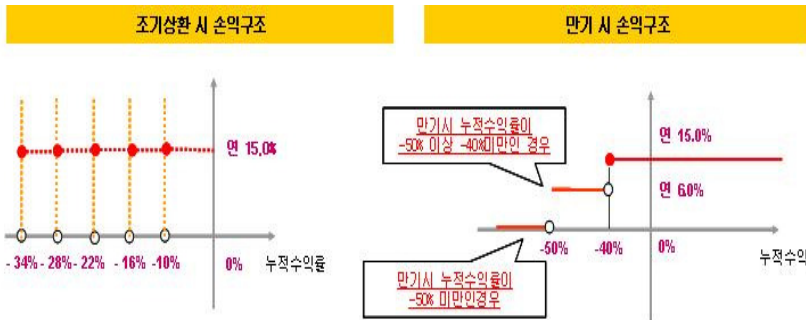 조기상환 시 손익구조
만기 시 손익구조
연 15.0%
- 34% - 28% - 22% - 16% -10% 0% 누적수익률
만기시 누적수익률이
-50% 이상 -40%미만인 경우
연 15.0%
연 6.0%
-50% -40% 0% 누적수익
만기시 누적수익률이
-50% 미만인경우